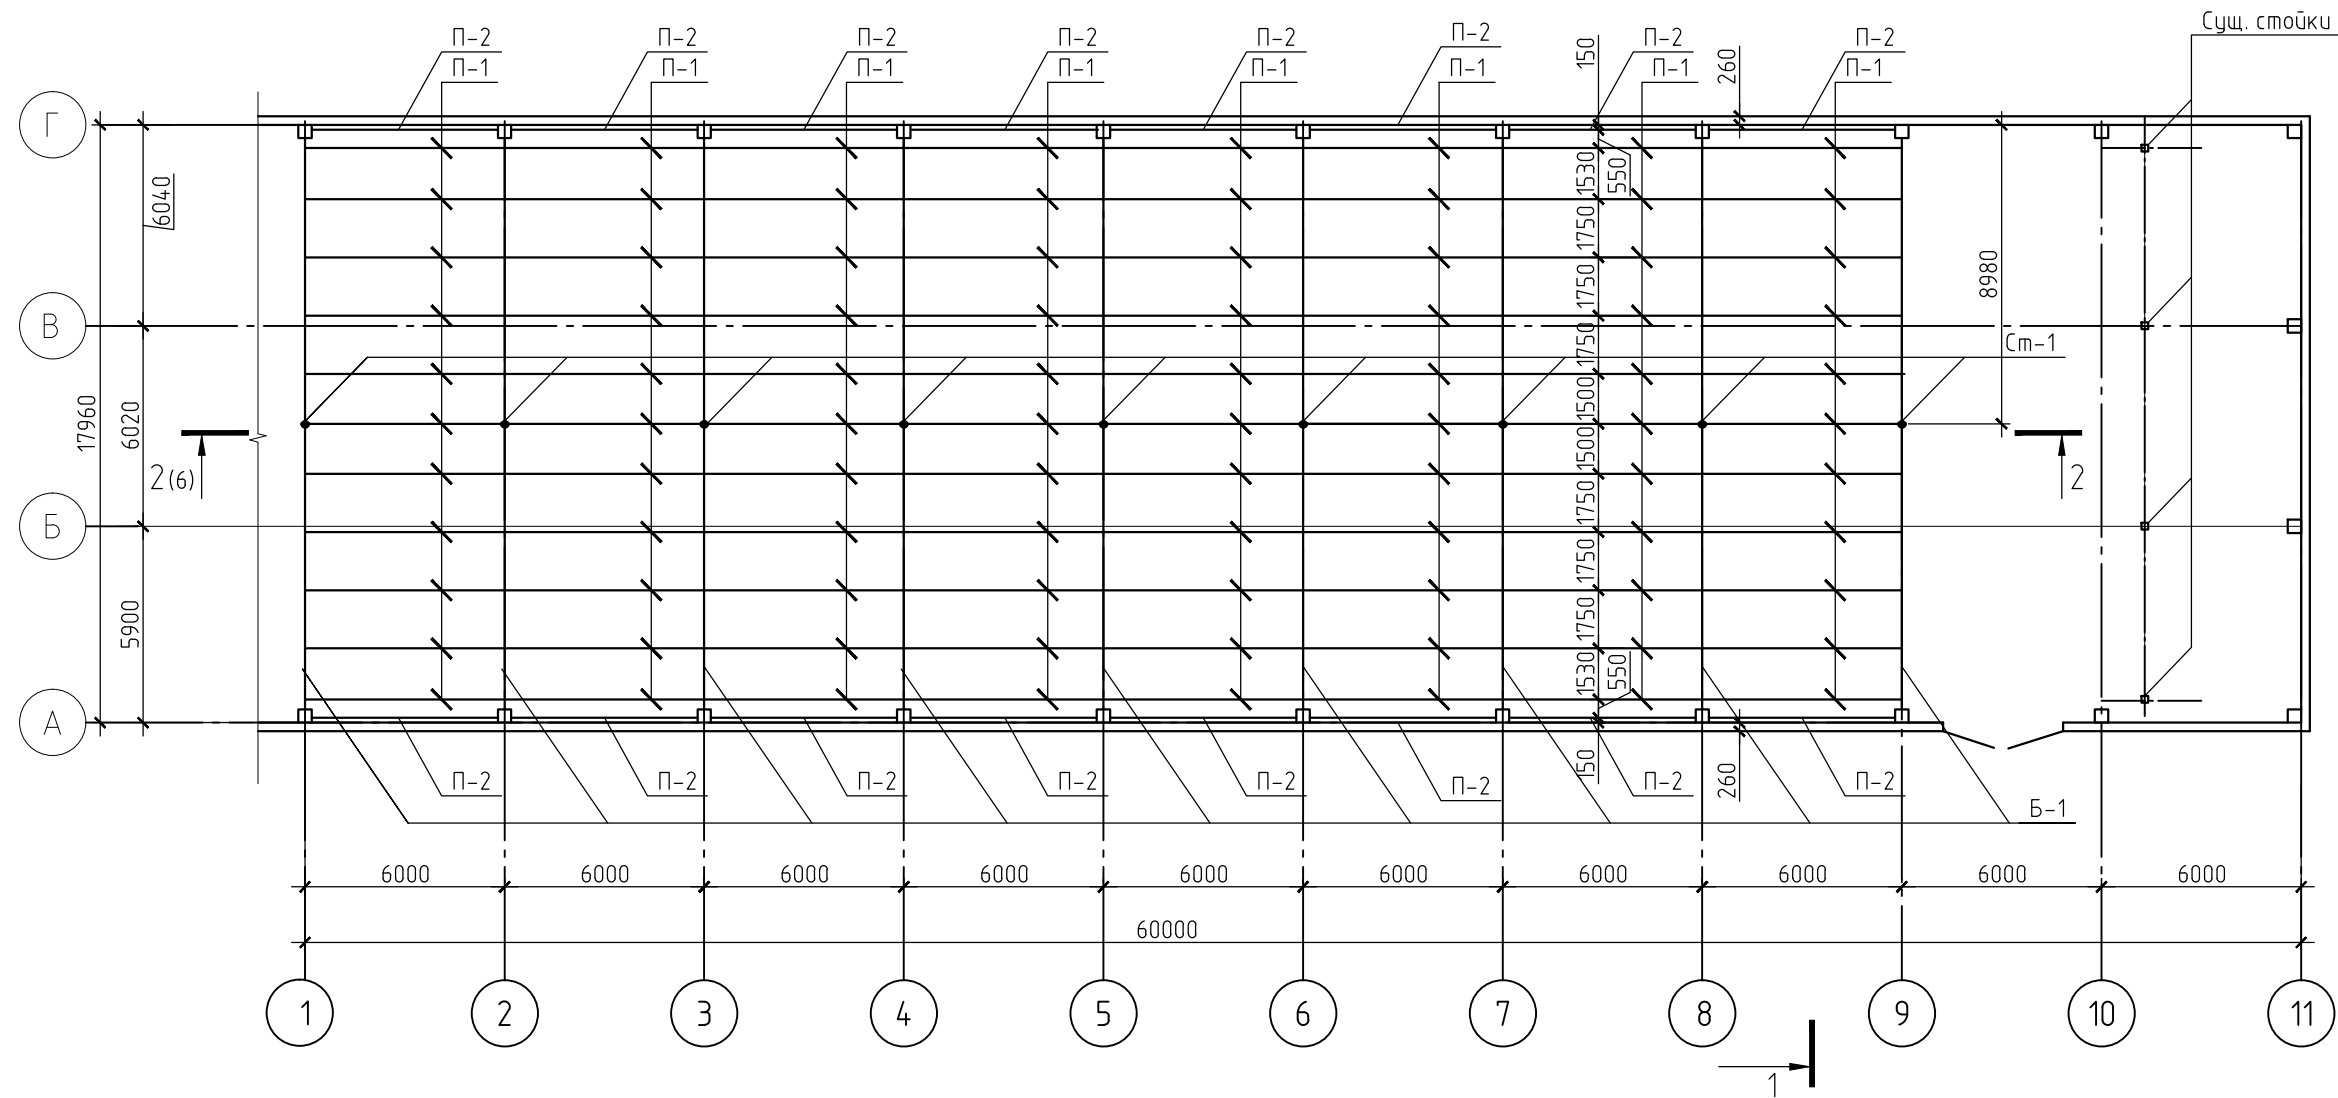 Сущ. стойки
П-2 П-2 П-2 П-2 П-2 П-2 П-2 П-2
П-1 П-1 П-1 П-1 П-1 П-1 П-1 П-1
150
260
Г
6040
1530
550
1750
1750
8980
В
1750
Ст-1
17960
6020
1500
1500
2(6)
2
1750
Б
1750
5900
1750
1530
550
А
150
260
П-2 П-2 П-2 П-2 П-2 П-2 П-2 П-2
Б-1
6000 6000 6000 6000 6000 6000 6000 6000 6000 6000
60000
1 2 3 4 5 6 7 8 9 10 11
1